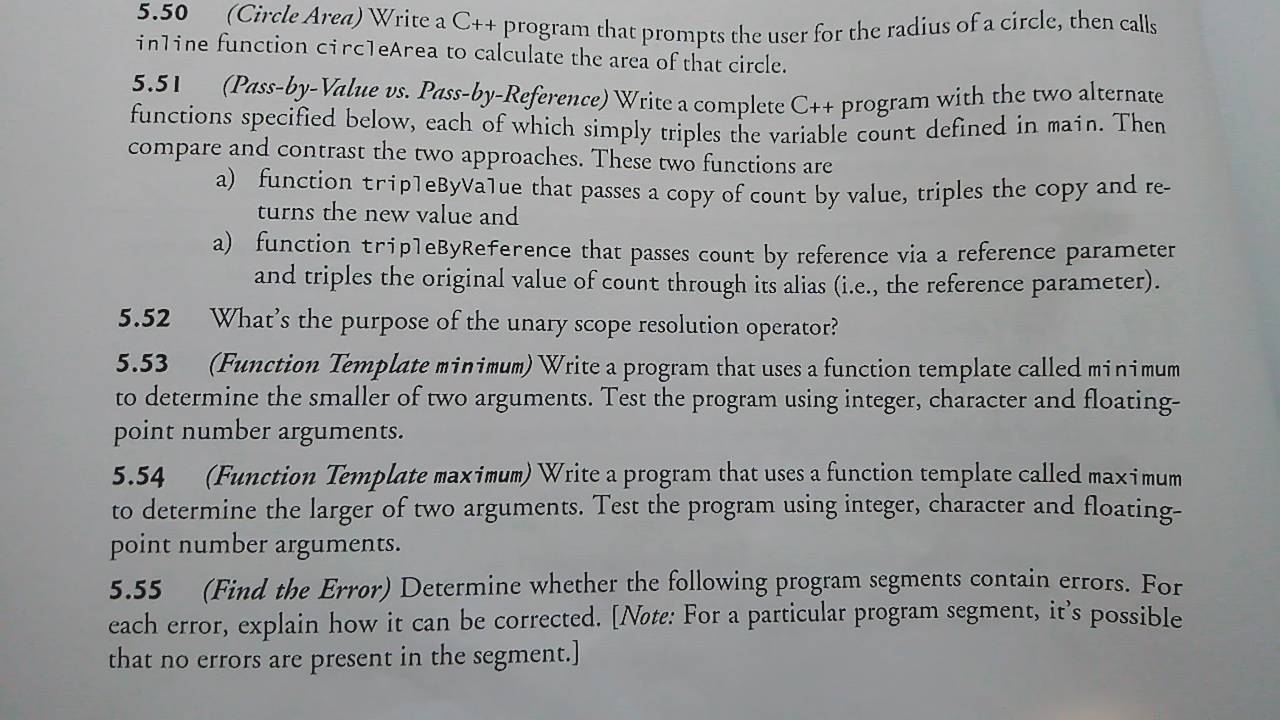 5.50 (Circle Area) Write a C++ program that prompts the user for the radius of a circle, then calls
inline function circleArea to calculate the area of that circle.
5.51 (Pass-by-Value vs. Pass-by-Reference) Write a complete C++ program with the two alternate
functions specified below, each of which simply triples the variable count defined in main. Then
compare and contrast the two approaches. These two functions are
a) function tripleByValue that passes a copy of count by value, triples the copy and re-
turns the new value and
a) function tripleByReference that passes count by reference via a reference parameter
and triples the original value of count through its alias (i.e., the reference parameter).
5.52 What's the purpose of the unary scope resolution operator?
5.53 (Function Template minimum) Write a program that uses a function template called minimum
to determine the smaller of two arguments. Test the program using integer, character and floating-
point number arguments.
5.54 (Function Template maximum) Write a program that uses a function template called maximum
to determine the larger of two arguments. Test the program using integer, character and floating-
point number arguments.
5.55 (Find the Error) Determine whether the following program segments contain errors. For
each error, explain how it can be corrected. [Note: For a particular program segment, it's possible
that no errors are present in the segment.]